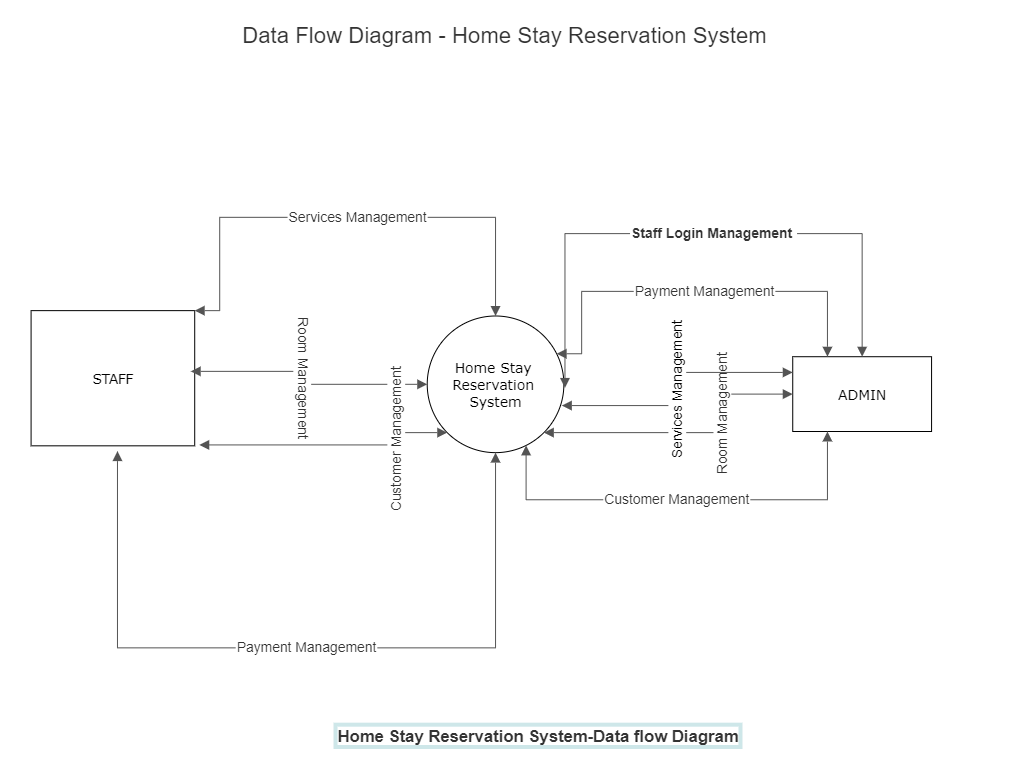 Data Flow Diagram - Home Stay Reservation System
Services Management
Staff Login Management
Payment Management
Room Management
Services Management
Room Management
Customer Management
STAFF
Home Stay
Reservation
System
ADMIN
Customer Management
Payment Management
Home Stay Reservation System-Data flow Diagram